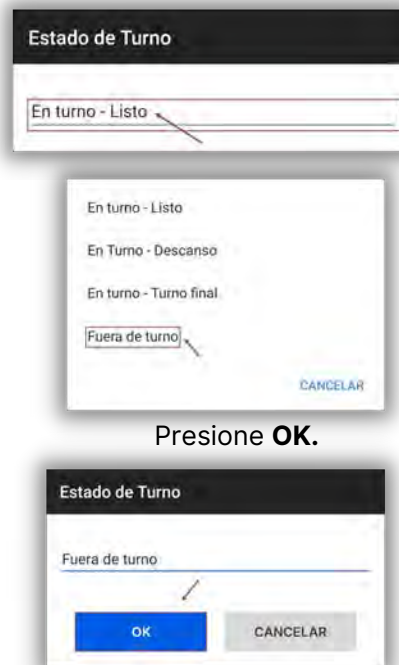 Estado de Turno
En turno - Listo
En turno - Listo
En Turno - Descanso
En turno - Turno final
Fuera de turno
CANCELAR
Presione OK.
Estado de Turno
Fuera de turno
OK CANCELAR